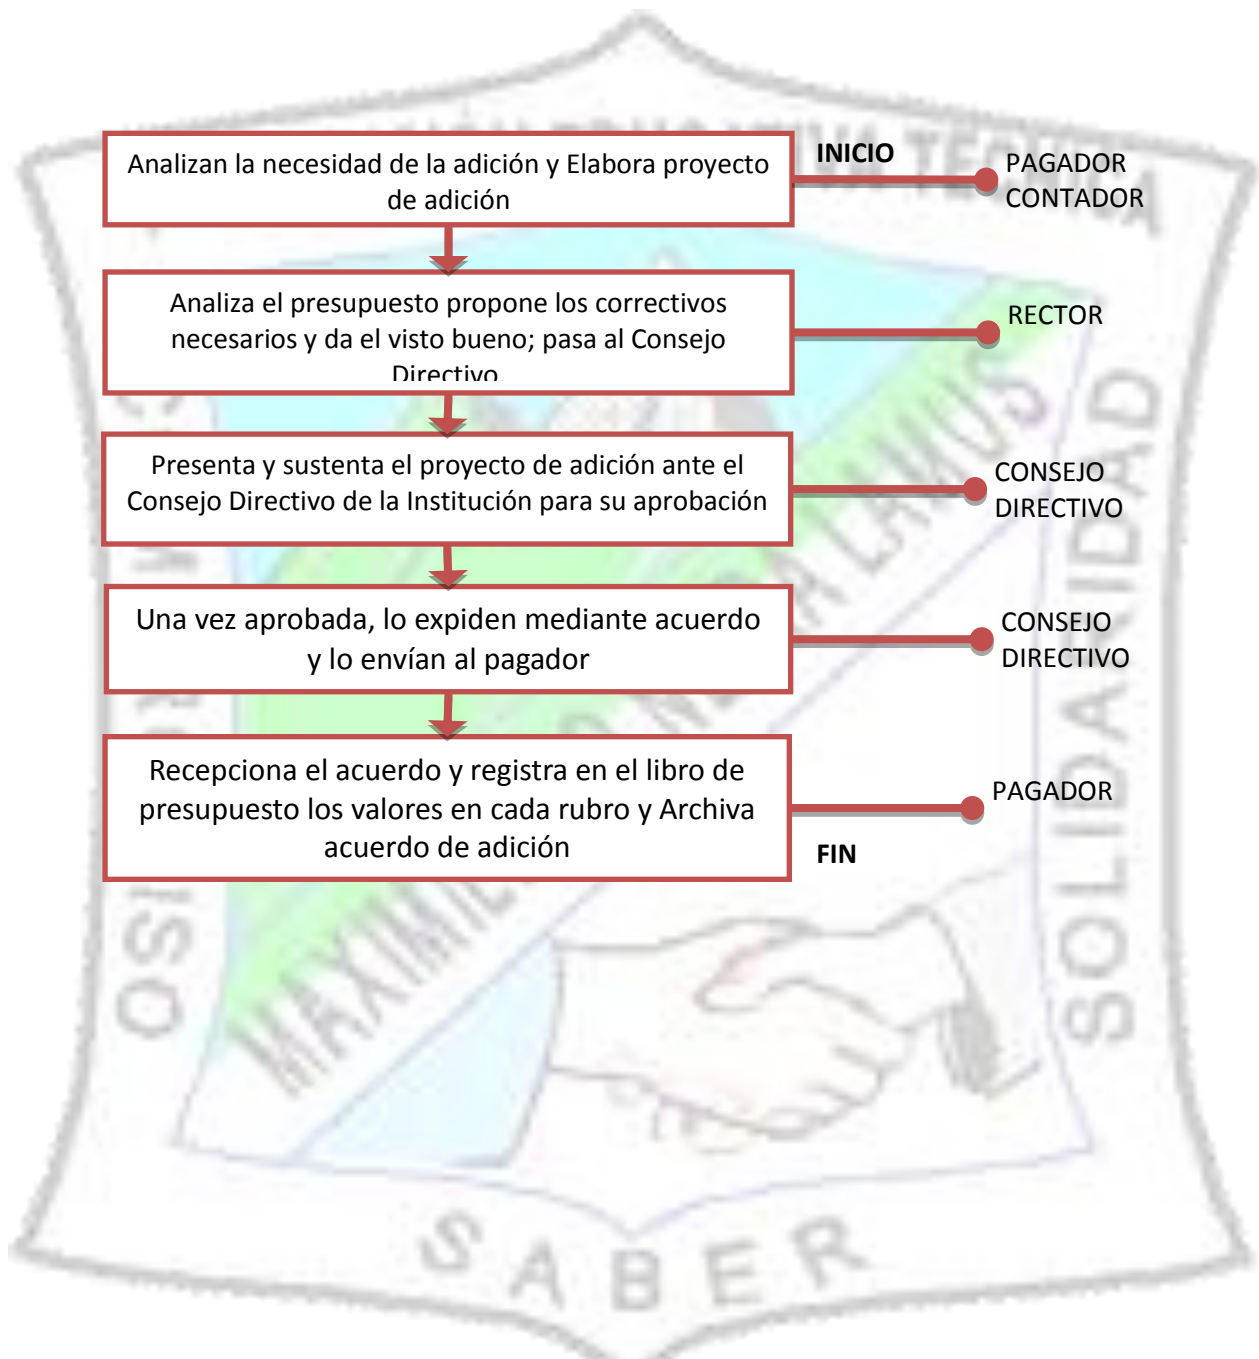 Analizan la necesidad de la adición y Elabora proyecto
de adición
INICIO
PAGADOR
CONTADOR
Analiza el presupuesto propone los correctivos
necesarios y da el visto bueno; pasa al Consejo
Directivo.
RECTOR
Presenta y sustenta el proyecto de adición ante el
Consejo Directivo de la Institución para su aprobación
CONSEJO
DIRECTIVO
Una vez aprobada, lo expiden mediante acuerdo
y lo envían al pagador
CONSEJO
DIRECTIVO
Recepciona el acuerdo y registra en el libro de
presupuesto los valores en cada rubro y Archiva
acuerdo de adición
PAGADOR
FIN
SOLIDARIDAD
SABER